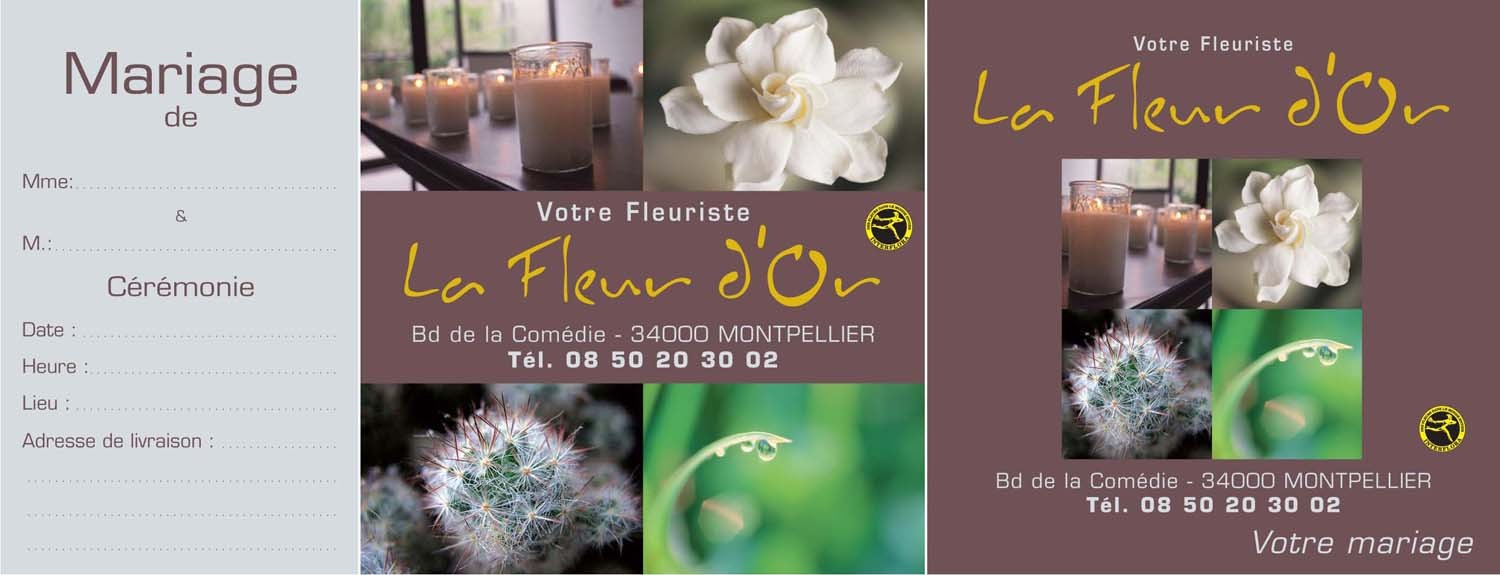 Mariage
de
Mme:
&
M.:
Cérémonie
Date :
Heure :
Lieu :
Adresse de livraison :
Votre Fleuriste
La Fleur d'Or
INTERFLORA
Bd de la Comédie - 34000 MONTPELLIER
Tél. 08 50 20 30 02
Votre Fleuriste
La Fleur d'Or
INTERFLORA
Bd de la Comédie - 34000 MONTPELLIER
Tél. 08 50 20 30 02
Votre mariage